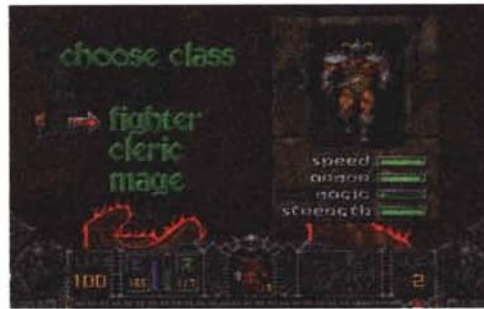 choose class
fighter
cleric
mage
speed
armor
magic
strength
100
2